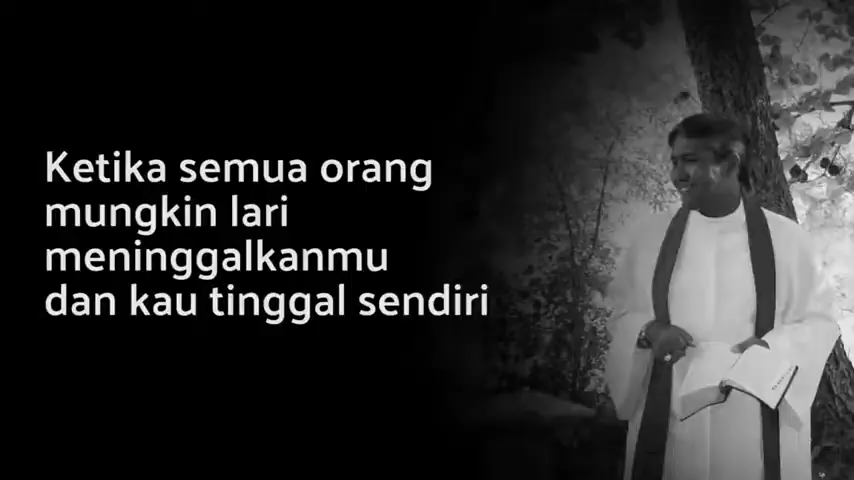 Ketika semua orang
mungkin lari
meninggalkanmu
dan kau tinggal sendiri